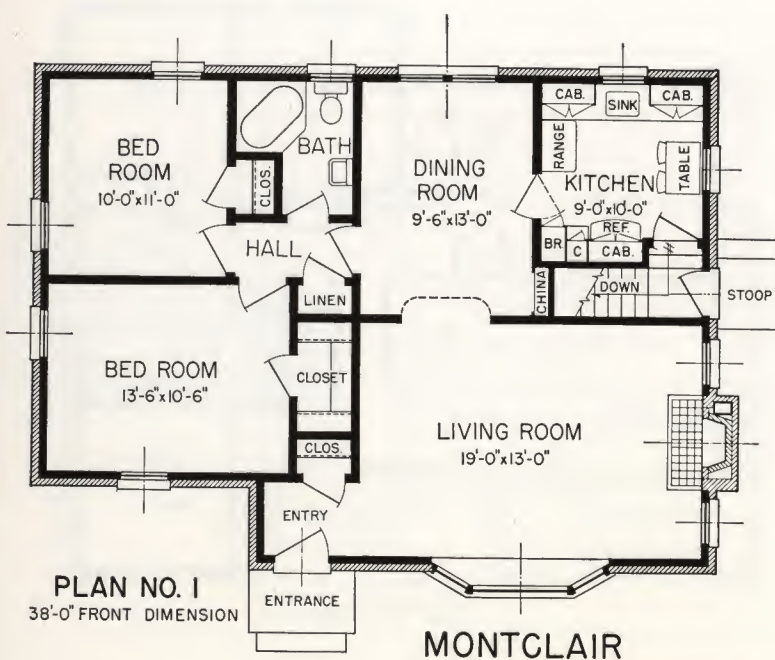 CAB.
SINK
CAB.
BATH
RANGE
TABLE
BED
ROOM
10'-0"x11'-0"
CLOS.
DINING
ROOM
9'-6"x13'-0"
KITCHEN
9'-0"x10'-0"
REF.
BR.
C
CAB.
HALL
LINEN
CHINA
DOWN
STOOP
BED ROOM
13'-6"x10'-6"
CLOSET
LIVING ROOM
19'-0"x13'-0"
CLOS.
ENTRY
ENTRANCE
PLAN NO. 1
38'-0" FRONT DIMENSION
MONTCLAIR